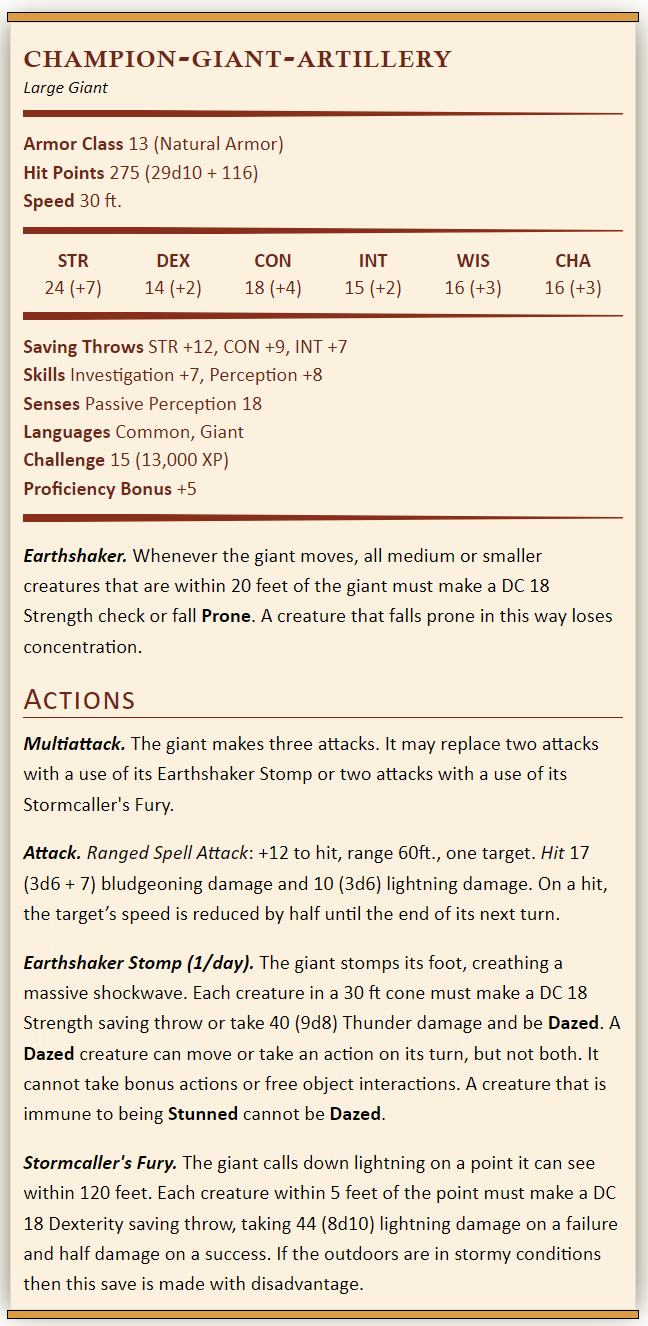 CHAMPION-GIANT-ARTILLERY
Large Giant
Armor Class 13 (Natural Armor)
Hit Points 275 (29d10 + 116)
Speed 30 ft.
STR DEX CON INT WIS CHA
24 (+7) 14 (+2) 18 (+4) 15 (+2) 16 (+3) 16 (+3)
Saving Throws STR +12, CON +9, INT +7
Skills Investigation +7, Perception +8
Senses Passive Perception 18
Languages Common, Giant
Challenge 15 (13,000 XP)
Proficiency Bonus +5
Earthshaker. Whenever the giant moves, all medium or smaller
creatures that are within 20 feet of the giant must make a DC 18
Strength check or fall Prone. A creature that falls prone in this way loses
concentration.
ACTIONS
Multiattack. The giant makes three attacks. It may replace two attacks
with a use of its Earthshaker Stomp or two attacks with a use of its
Stormcaller's Fury.
Attack. Ranged Spell Attack: +12 to hit, range 60ft., one target. Hit 17
(3d6 + 7) bludgeoning damage and 10 (3d6) lightning damage. On a hit,
the target’s speed is reduced by half until the end of its next turn.
Earthshaker Stomp (1/day). The giant stomps its foot, creathing a
massive shockwave. Each creature in a 30 ft cone must make a DC 18
Strength saving throw or take 40 (9d8) Thunder damage and be Dazed. A
Dazed creature can move or take an action on its turn, but not both. It
cannot take bonus actions or free object interactions. A creature that is
immune to being Stunned cannot be Dazed.
Stormcaller's Fury. The giant calls down lightning on a point it can see
within 120 feet. Each creature within 5 feet of the point must make a DC
18 Dexterity saving throw, taking 44 (8d10) lightning damage on a failure
and half damage on a success. If the outdoors are in stormy conditions
then this save is made with disadvantage.